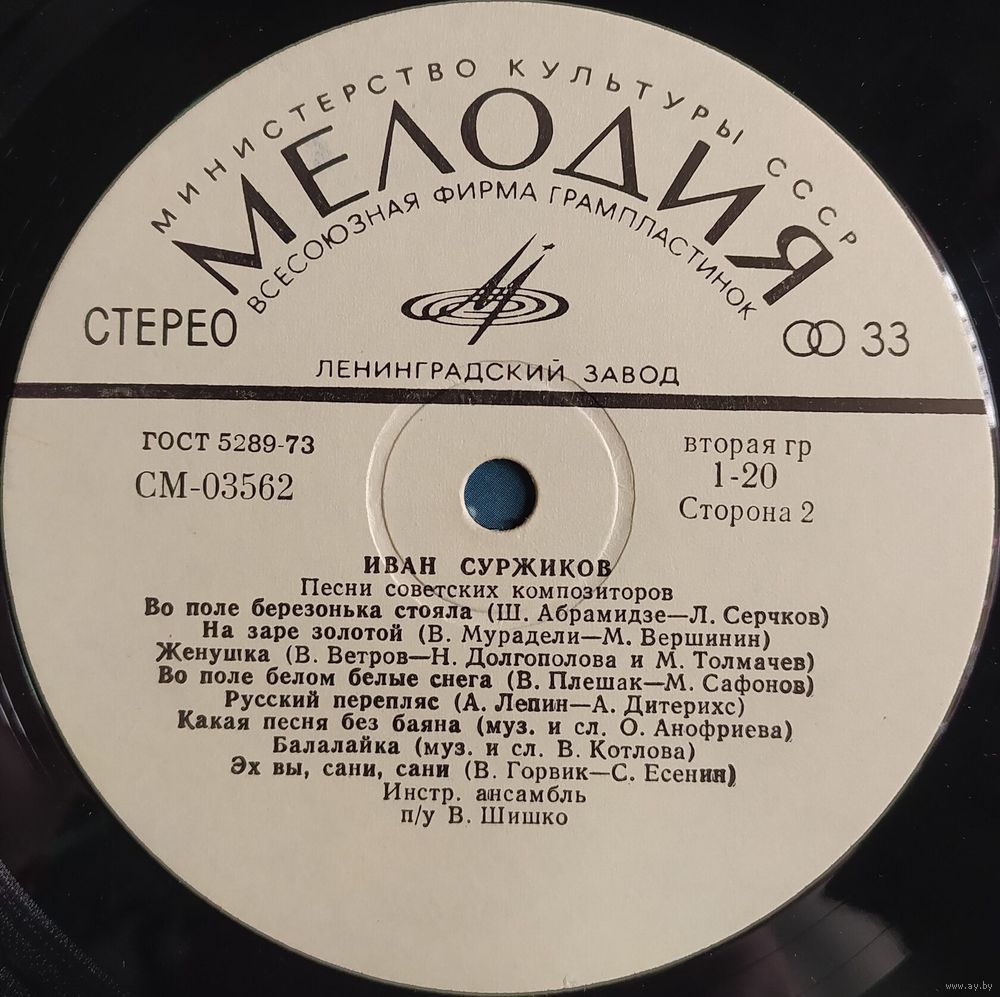 МИНИСТЕРСТВО КУЛЬТУРЫ СССР
МЕЛОДИЯ
ВСЕСОЮЗНАЯ ФИРМА ГРАМПЛАСТИНОК
СТЕРЕО
33
ЛЕНИНГРАДСКИЙ ЗАВОД
ГОСТ 5289-73
СМ-03562
вторая гр
1-20
Сторона 2
ИВАН СУРЖИКОВ
Песни советских композиторов
Во поле березонька стояла (Ш. Абрамидзе—Л. Серчков)
На заре золотой (В. Мурадели—М. Вершинин)
Женушка (В. Ветров—Н. Долгополова и М. Толмачев)
Во поле белом белые снега (В. Плешак—М. Сафонов)
Русский перепляс (А. Лепин—А. Дитерихс)
Какая песня без баяна (муз. и сл. О. Анофриева)
Балалайка (муз. и сл. В. Котлова)
Эх вы, сани, сани (В. Горвик—С. Есенин)
Инстр. ансамбль
п/у В. Шишко
www.ay.by